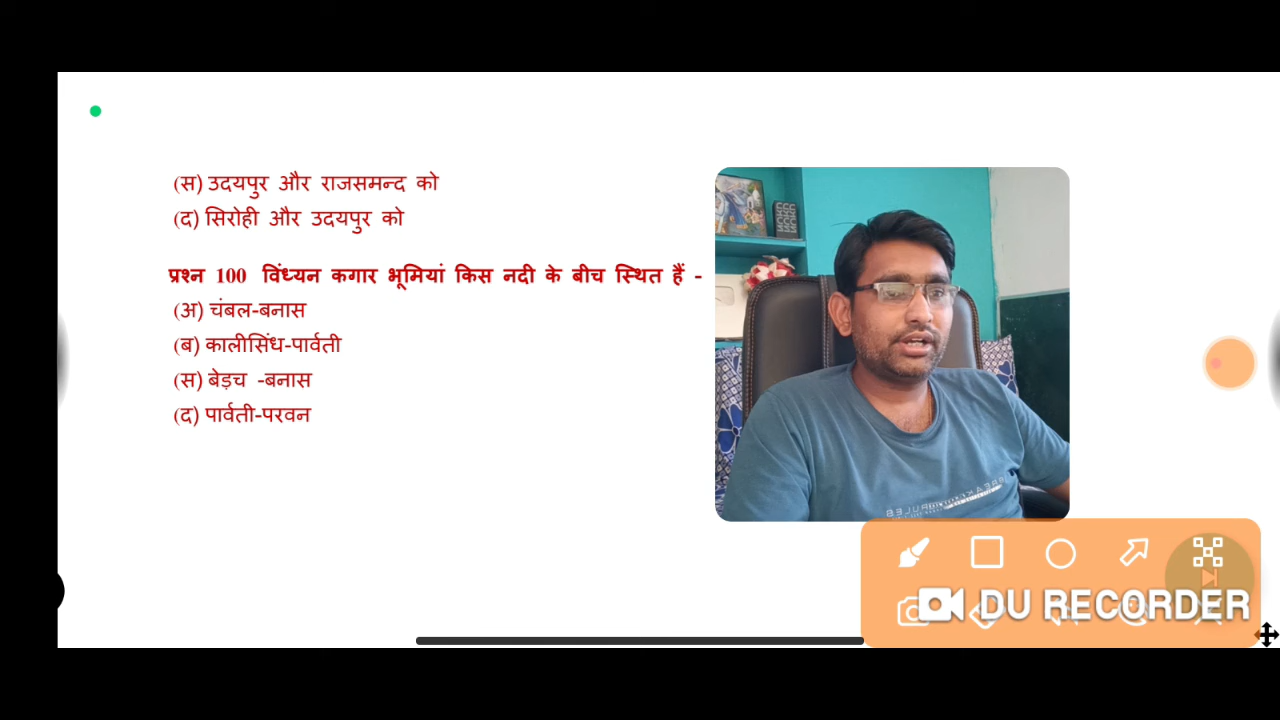 (स) उदयपुर और राजसमन्द को
(द) सिरोही और उदयपुर को
प्रश्न 100 विंध्यन कगार भूमियां किस नदी के बीच स्थित हैं -
(अ) चंबल-बनास
(ब) कालीसिंध-पार्वती
(स) बेड़च -बनास
(द) पार्वती-परवन
DU RECORDER